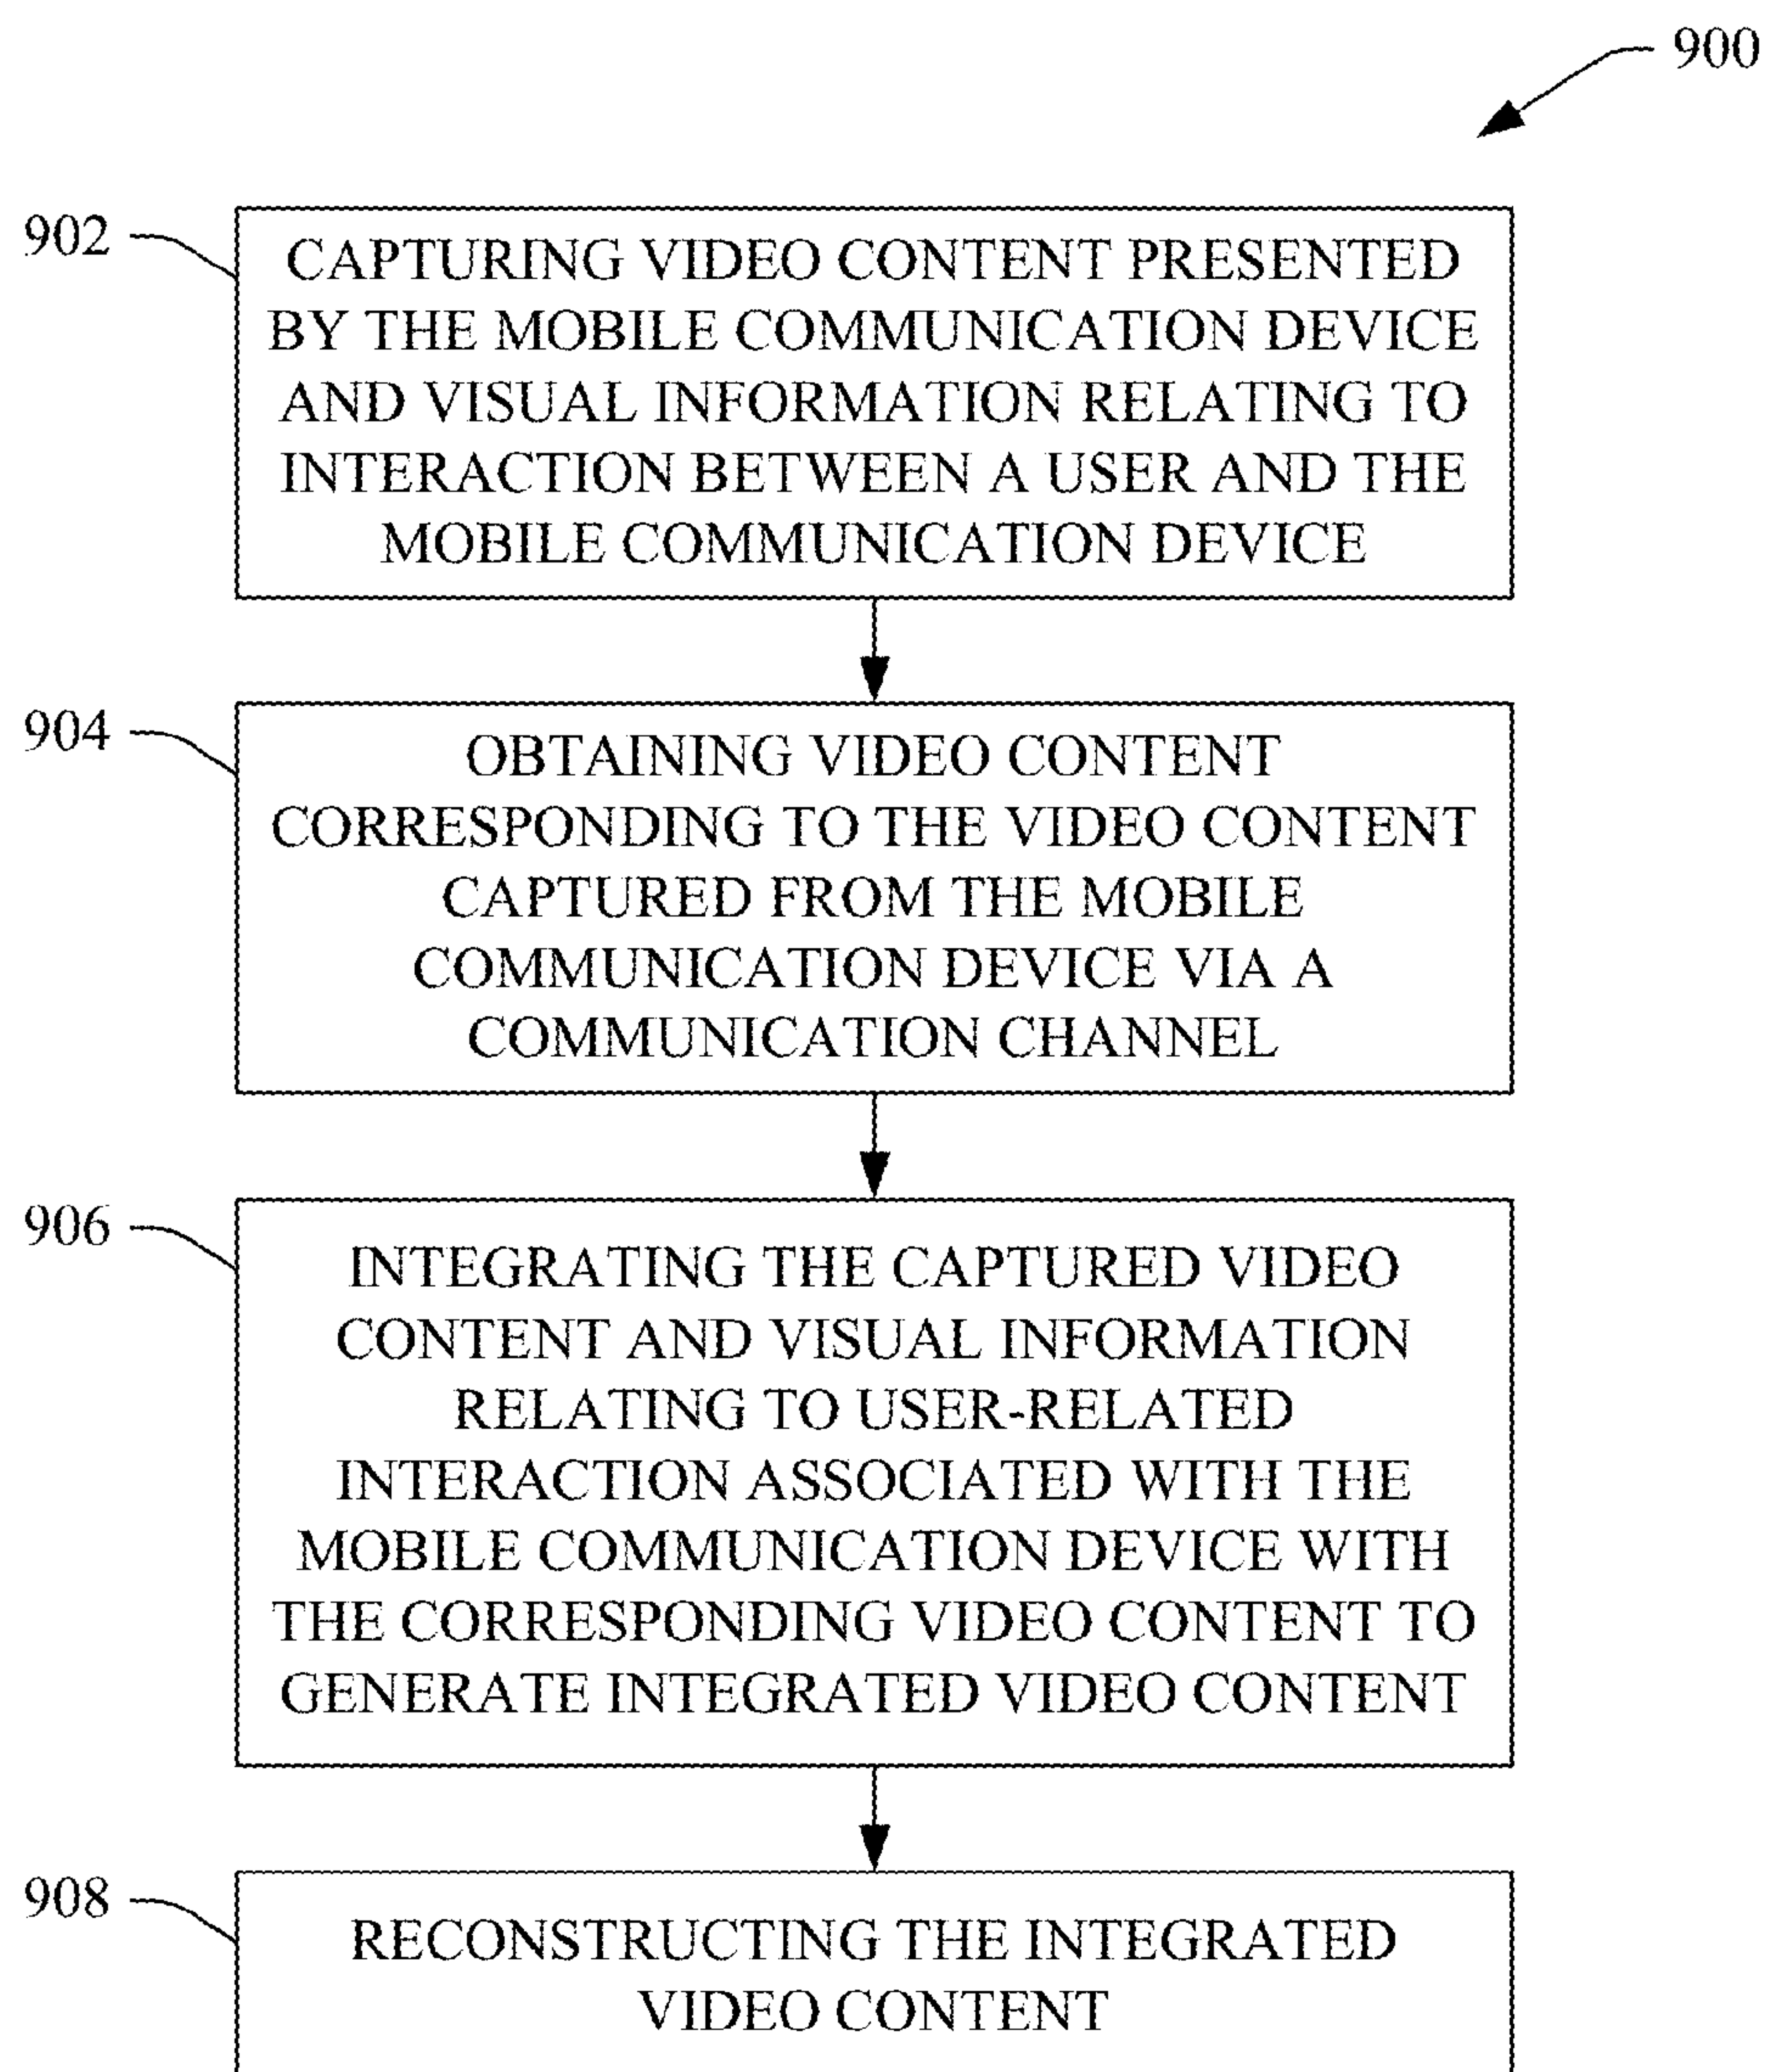 900
902
CAPTURING VIDEO CONTENT PRESENTED
BY THE MOBILE COMMUNICATION DEVICE
AND VISUAL INFORMATION RELATING TO
INTERACTION BETWEEN A USER AND THE
MOBILE COMMUNICATION DEVICE
904
OBTAINING VIDEO CONTENT
CORRESPONDING TO THE VIDEO CONTENT
CAPTURED FROM THE MOBILE
COMMUNICATION DEVICE VIA A
COMMUNICATION CHANNEL
906
INTEGRATING THE CAPTURED VIDEO
CONTENT AND VISUAL INFORMATION
RELATING TO USER-RELATED
INTERACTION ASSOCIATED WITH THE
MOBILE COMMUNICATION DEVICE WITH
THE CORRESPONDING VIDEO CONTENT TO
GENERATE INTEGRATED VIDEO CONTENT
908
RECONSTRUCTING THE INTEGRATED
VIDEO CONTENT